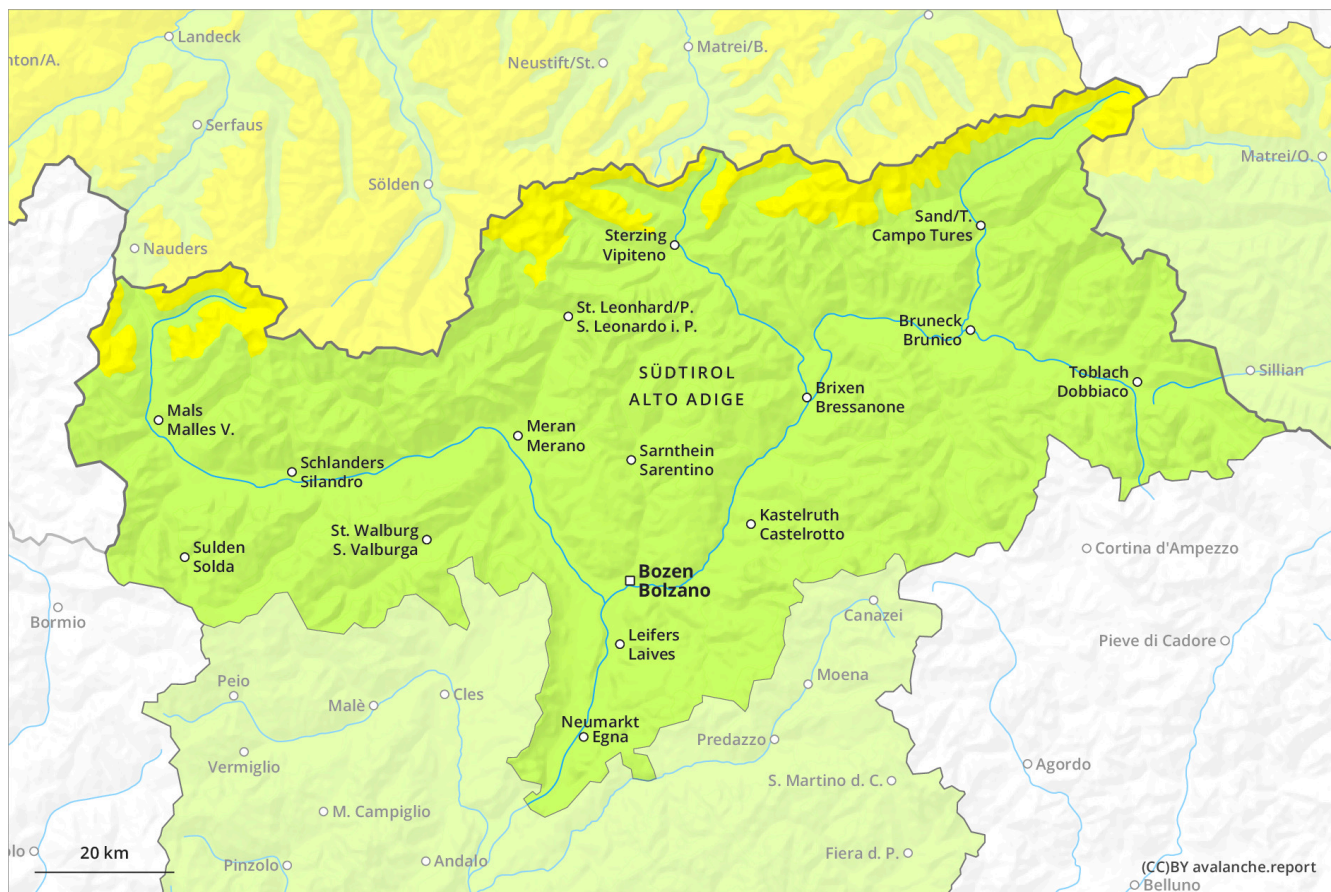 Landeck
nton/A.
Matrei/B.
Neustift/St.
Serfaus
Matrei/O.
Sölden
Sand/T.
Campo Tures
Nauders
Sterzing
Vipiteno
St. Leonhard/P.
S. Leonardo i. P.
Bruneck
Brunico
SÜDTIROL
ALTO ADIGE
Toblach
Dobbiaco
Sillian
Brixen
Bressanone
Mals
Malles V.
Meran
Merano
Sarnthein
Sarentino
Schlanders
Silandro
Kastelruth
Castelrotto
St. Walburg
S. Valburga
Sulden
Solda
Cortina d'Ampezzo
Bozen
Bolzano
Bormio
Canazei
Leifers
Laives
Pieve di Cadore
Peio
Moena
Cles
Malè
Neumarkt
Egna
Predazzo
Vermiglio
Agordo
S. Martino d. C.
M. Campiglio
olo
20 km
Pinzolo
Andalo
Fiera d. P.
(CC)BY avalanche.report
Belluno